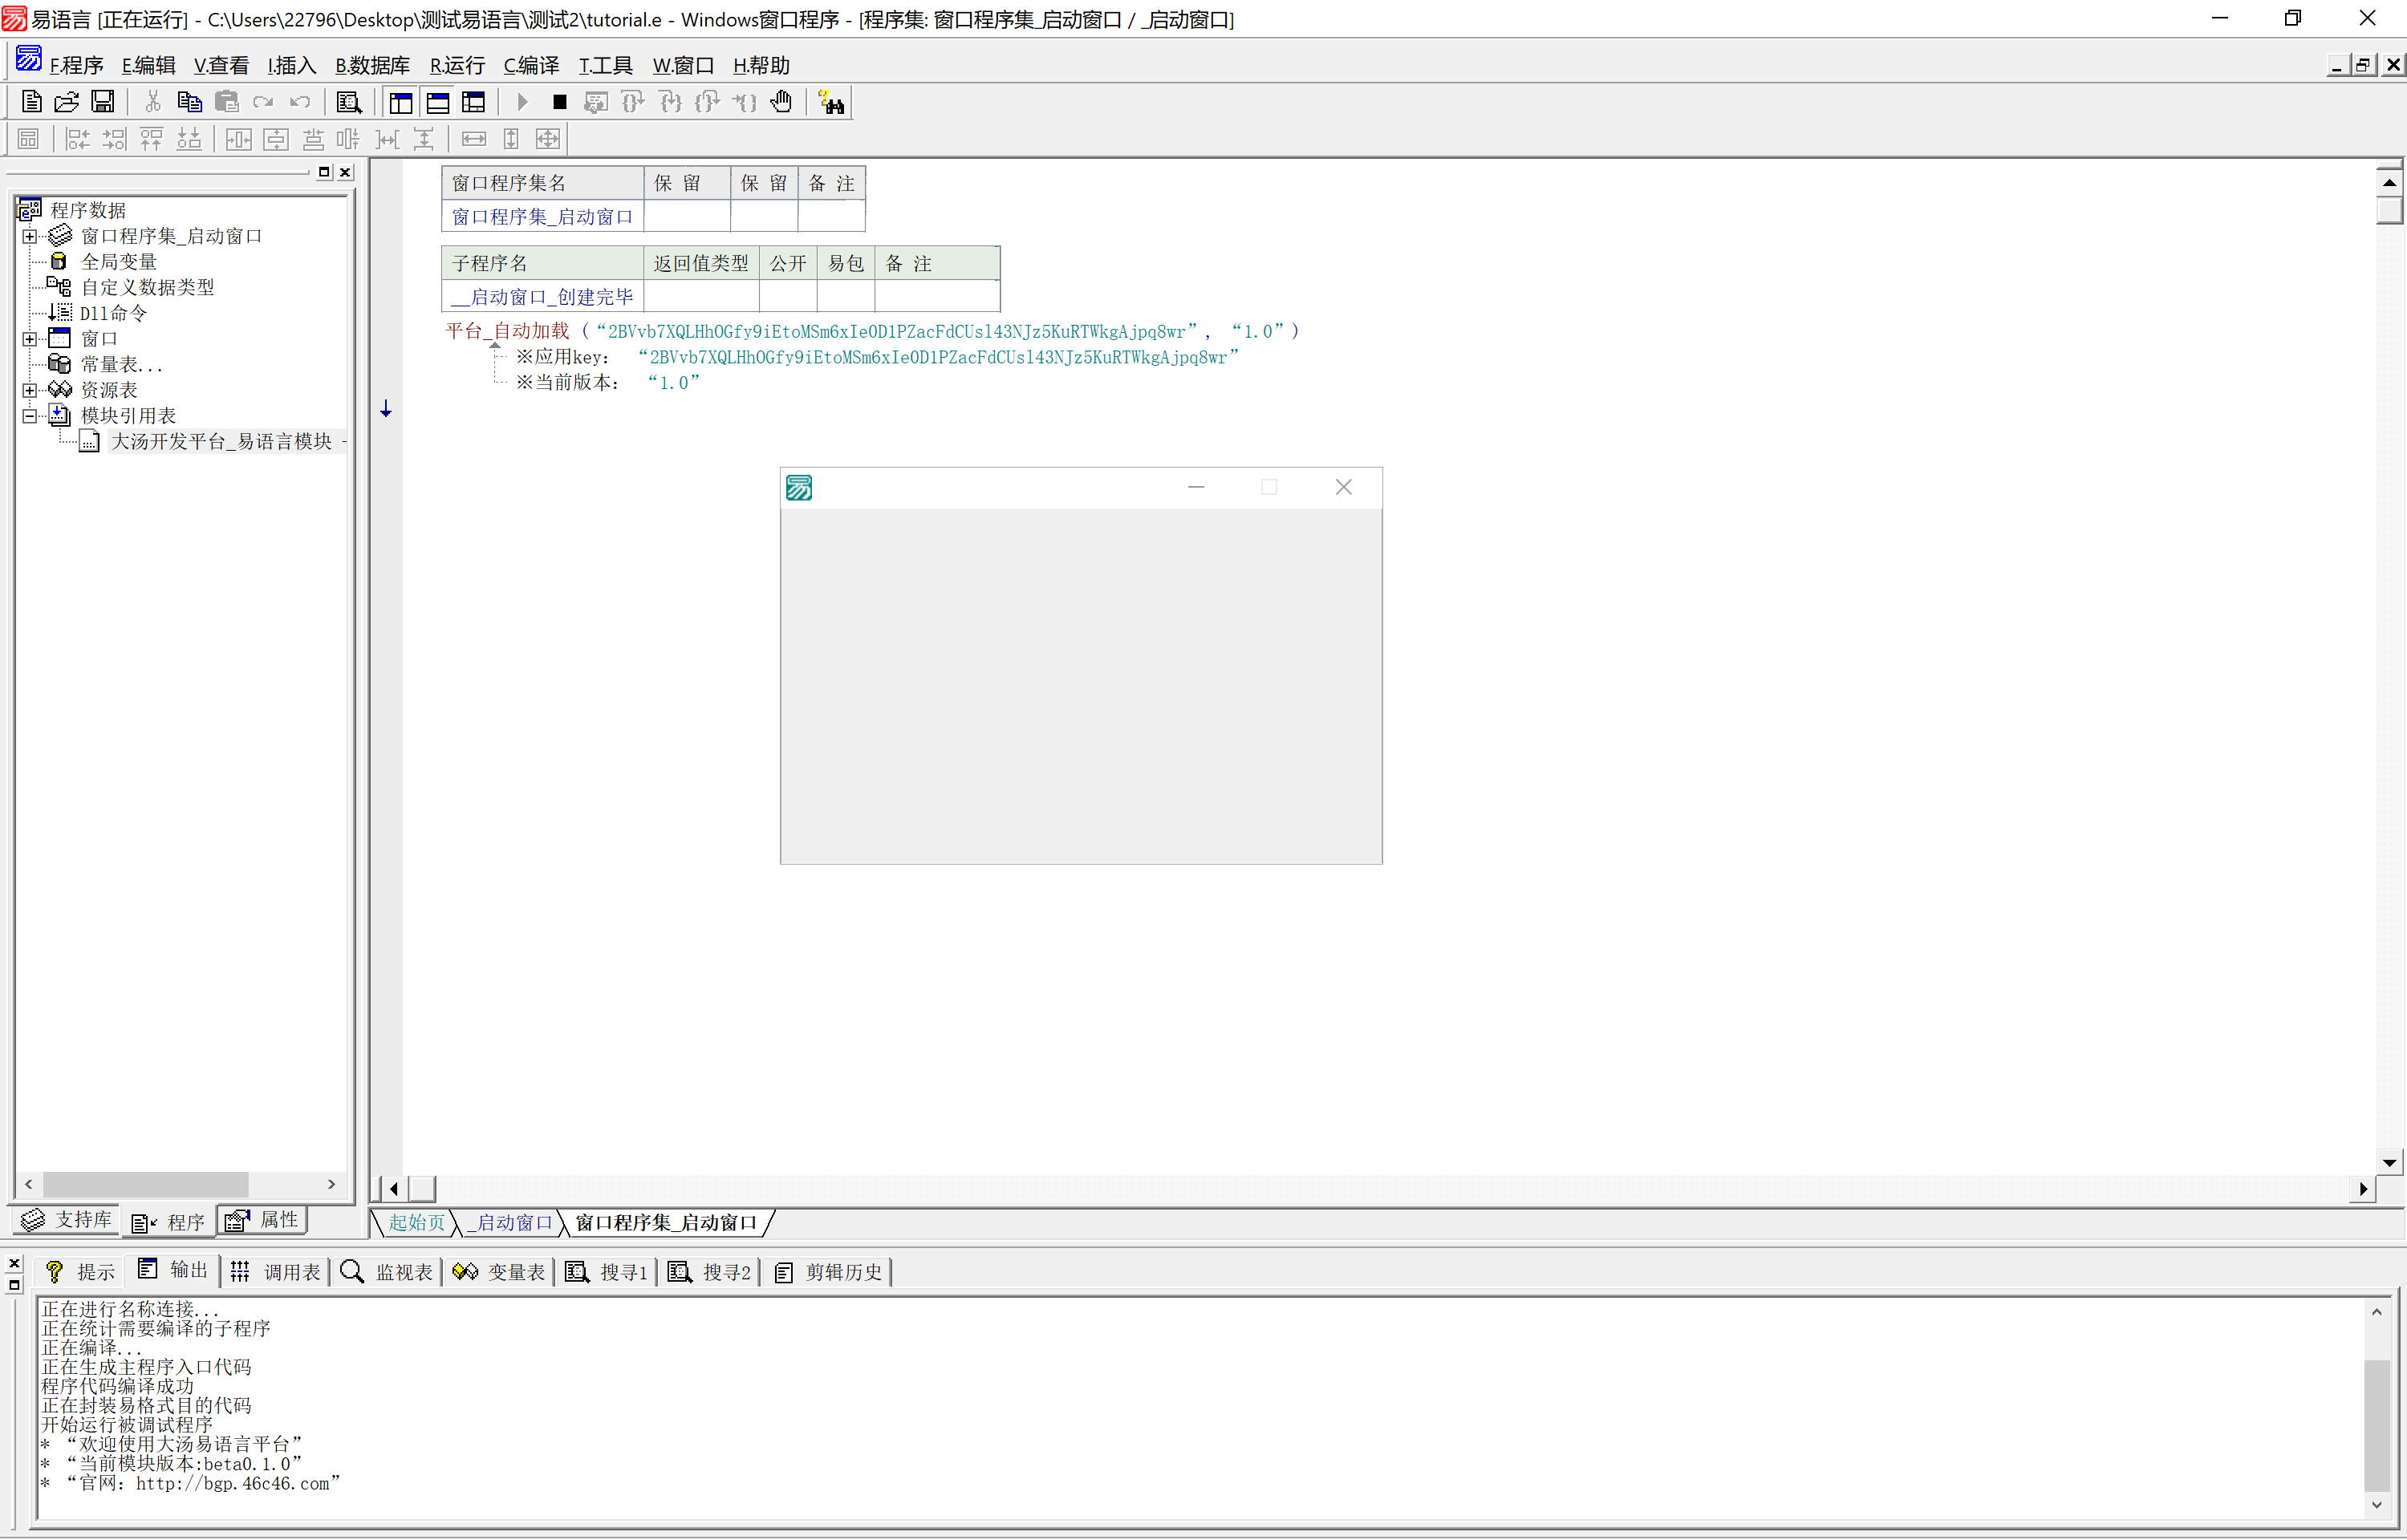 易语言 [正在运行] - C:\Users\22796\Desktop\测试易语言\测试2\tutorial.e - Windows窗口程序 - [程序集: 窗口程序集_启动窗口 / _启动窗口]
F.程序 E.编辑 V.查看 I.插入 B.数据库 R.运行 C.编译 T.工具 W.窗口 H.帮助
程序数据
窗口程序集_启动窗口
全局变量
自定义数据类型
Dll命令
窗口
常量表...
资源表
模块引用表
大汤开发平台_易语言模块 -
支持库 程序 属性
窗口程序集名 保 留 保 留 备 注
窗口程序集_启动窗口
子程序名 返回值类型 公开 易包 备 注
__启动窗口_创建完毕
平台_自动加载 (“2BVvb7XQLHhOGfy9iEtoMSm6xIe0D1PZacFdCUsl43NJz5KuRTWkgAjpq8wr”, “1.0”)
※应用key: “2BVvb7XQLHhOGfy9iEtoMSm6xIe0D1PZacFdCUsl43NJz5KuRTWkgAjpq8wr”
※当前版本: “1.0”
易
起始页 _启动窗口 窗口程序集_启动窗口
提示 输出 调用表 监视表 变量表 搜寻1 搜寻2 剪辑历史
正在进行名称连接...
正在统计需要编译的子程序
正在编译...
正在生成主程序入口代码
程序代码编译成功
正在封装易格式目的代码
开始运行被调试程序
* “欢迎使用大汤易语言平台”
* “当前模块版本:beta0.1.0”
* “官网: http://bgp.46c46.com”